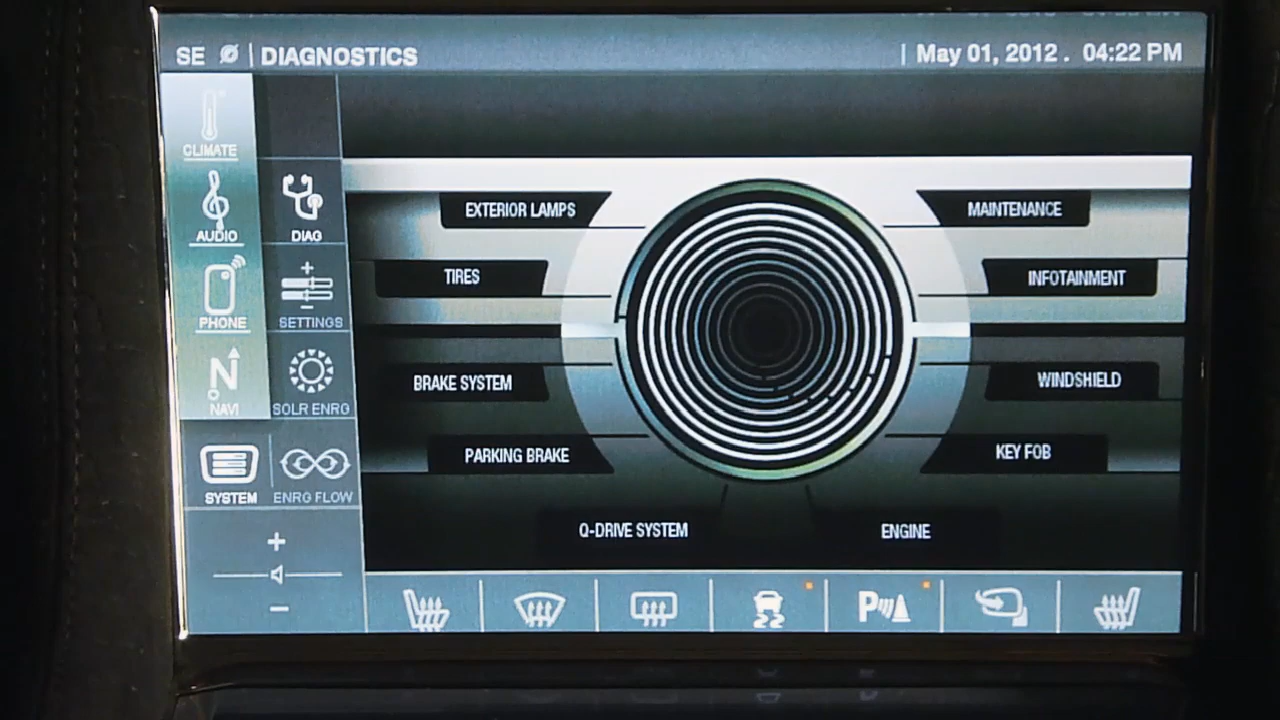 SE | DIAGNOSTICS
| May 01, 2012 . 04:22 PM
CLIMATE
AUDIO
DIAG
PHONE
SETTINGS
NAVI
SOLR ENRG
SYSTEM
ENRG FLOW
+
−
EXTERIOR LAMPS
MAINTENANCE
TIRES
INFOTAINMENT
BRAKE SYSTEM
WINDSHIELD
PARKING BRAKE
KEY FOB
Q-DRIVE SYSTEM
ENGINE
P